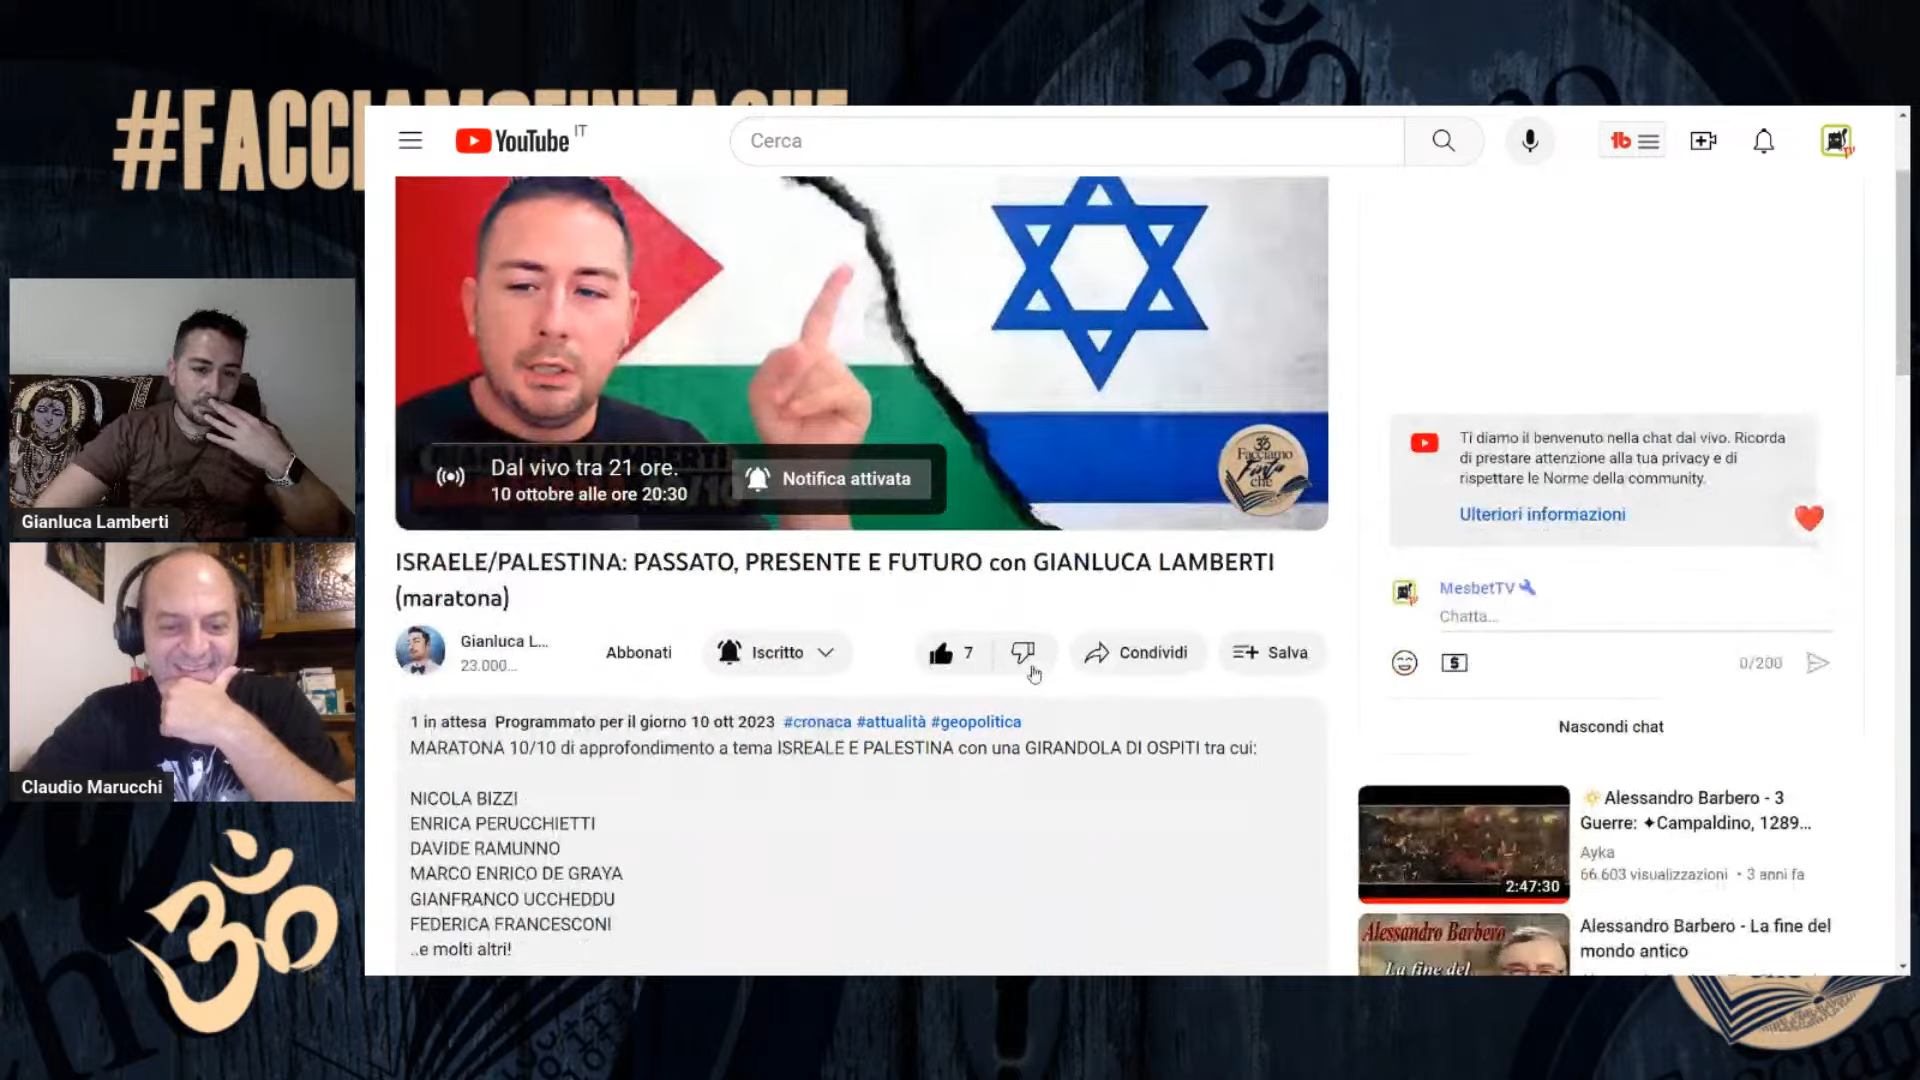 #FACCIAMOFINTACHE
YouTube IT
Cerca
Dal vivo tra 21 ore.
10 ottobre alle ore 20:30
Notifica attivata
Facciamo
Finta
che
ISRAELE/PALESTINA: PASSATO, PRESENTE E FUTURO con GIANLUCA LAMBERTI
(maratona)
Gianluca L...
23.000...
Abbonati
Iscritto
7
Condividi
Salva
1 in attesa Programmato per il giorno 10 ott 2023 #cronaca #attualità #geopolitica
MARATONA 10/10 di approfondimento a tema ISREALE E PALESTINA con una GIRANDOLA DI OSPITI tra cui:
NICOLA BIZZI
ENRICA PERUCCHIETTI
DAVIDE RAMUNNO
MARCO ENRICO DE GRAYA
GIANFRANCO UCCHEDDU
FEDERICA FRANCESCONI
..e molti altri!
Gianluca Lamberti
Claudio Marucchi
Ti diamo il benvenuto nella chat dal vivo. Ricorda
di prestare attenzione alla tua privacy e di
rispettare le Norme della community.
Ulteriori informazioni
MesbetTV
Chatta...
0/200
Nascondi chat
2:47:30
Alessandro Barbero - 3
Guerre: ✦Campaldino, 1289...
Ayka
66.603 visualizzazioni • 3 anni fa
Alessandro Barbero
La fine del
Alessandro Barbero - La fine del
mondo antico